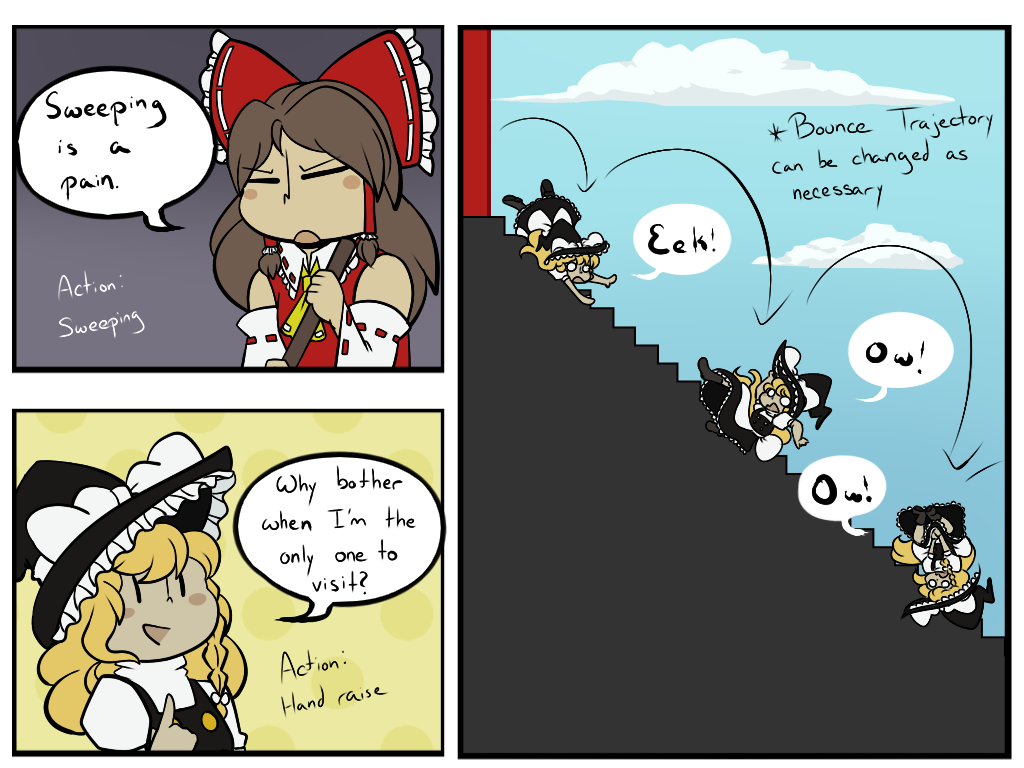 Sweeping
is a
pain.
Action:
Sweeping
Why bother
when I'm the
only one to
visit?
Action:
Hand raise
* Bounce Trajectory
can be changed as
necessary
Eek!
Ow!
Ow!